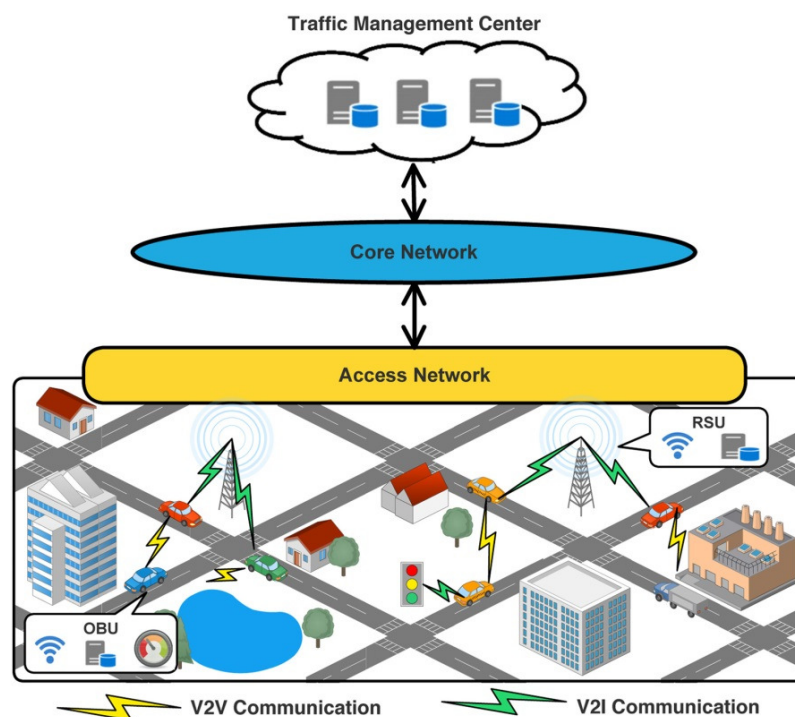 Traffic Management Center
Core Network
Access Network
RSU
OBU
V2V Communication
V2I Communication